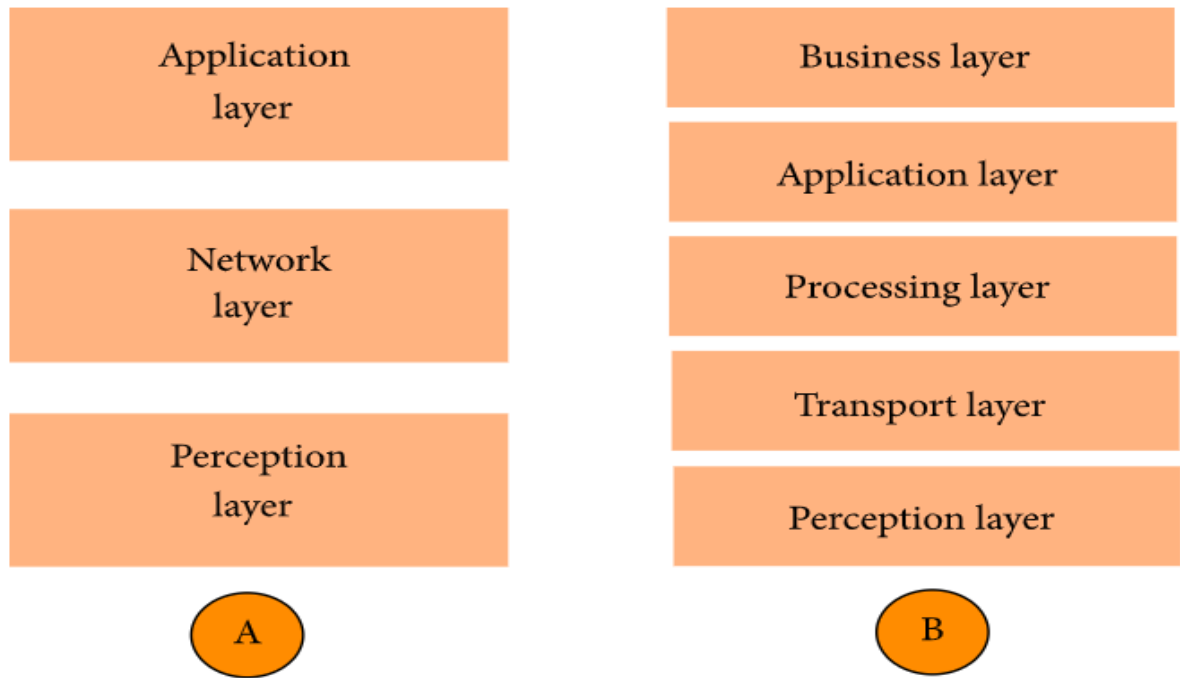 Application
layer
Network
layer
Perception
layer
A
Business layer
Application layer
Processing layer
Transport layer
Perception layer
B